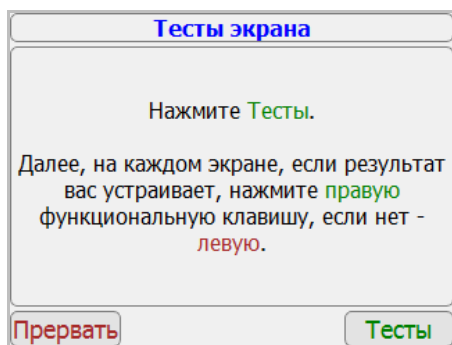 Тесты экрана
Нажмите Тесты.
Далее, на каждом экране, если результат
вас устраивает, нажмите правую
функциональную клавишу, если нет -
левую.
Прервать
Тесты